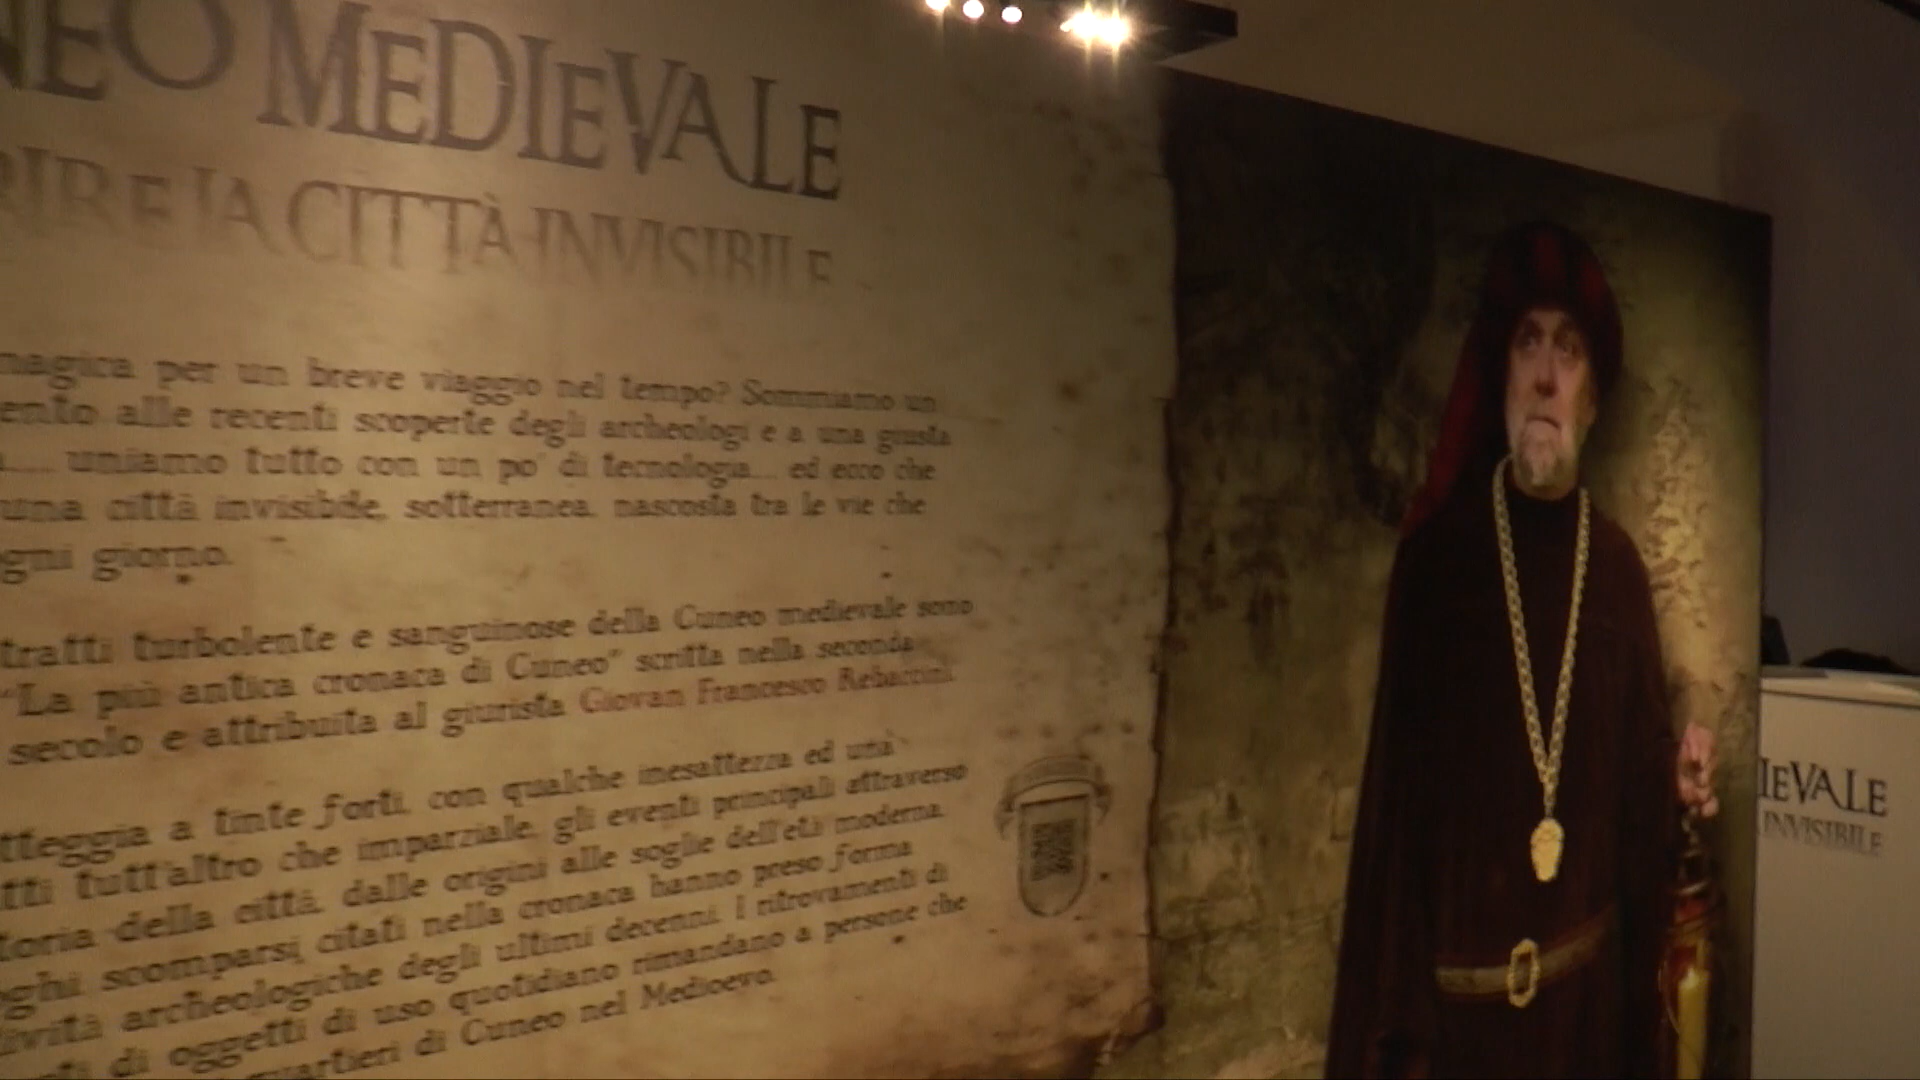 NEO MEDIEVALE
RIRE LA CITTÀ INVISIBILE
magica per un breve viaggio nel tempo? Sommiamo un
ento alle recenti scoperte degli archeologi e a una giusta
uniamo tutto con un po' di tecnologia... ed ecco che
una città invisibile, sotterranea, nascosta tra le vie che
ogni giorno.
tratti turbolente e sanguinose della Cuneo medievale sono
"La più antica cronaca di Cuneo" scritta nella seconda
secolo e attribuita al giurista Giovan Francesco Rebaccini.
tteggia a tinte forti, con qualche inesattezza ed una
tti tutt'altro che imparziale, gli eventi principali attraverso
toria della città, dalle origini alle soglie dell'età moderna.
oghi scomparsi citati nella cronaca hanno preso forma
tività archeologiche degli ultimi decenni. I ritrovamenti di
di oggetti di uso quotidiano rimandano a persone che
quartieri di Cuneo nel Medioevo.
IEVALE
INVISIBILE